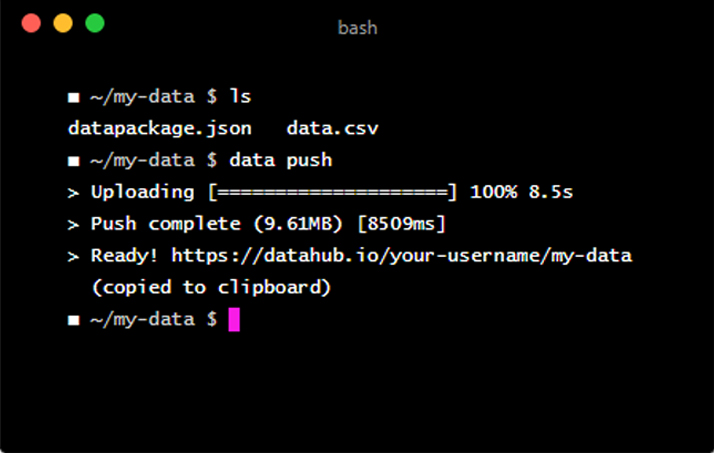 bash
■ ~/my-data $ ls
datapackage.json   data.csv
■ ~/my-data $ data push
> Uploading [====================] 100% 8.5s
> Push complete (9.61MB) [8509ms]
> Ready! https://datahub.io/your-username/my-data
(copied to clipboard)
■ ~/my-data $